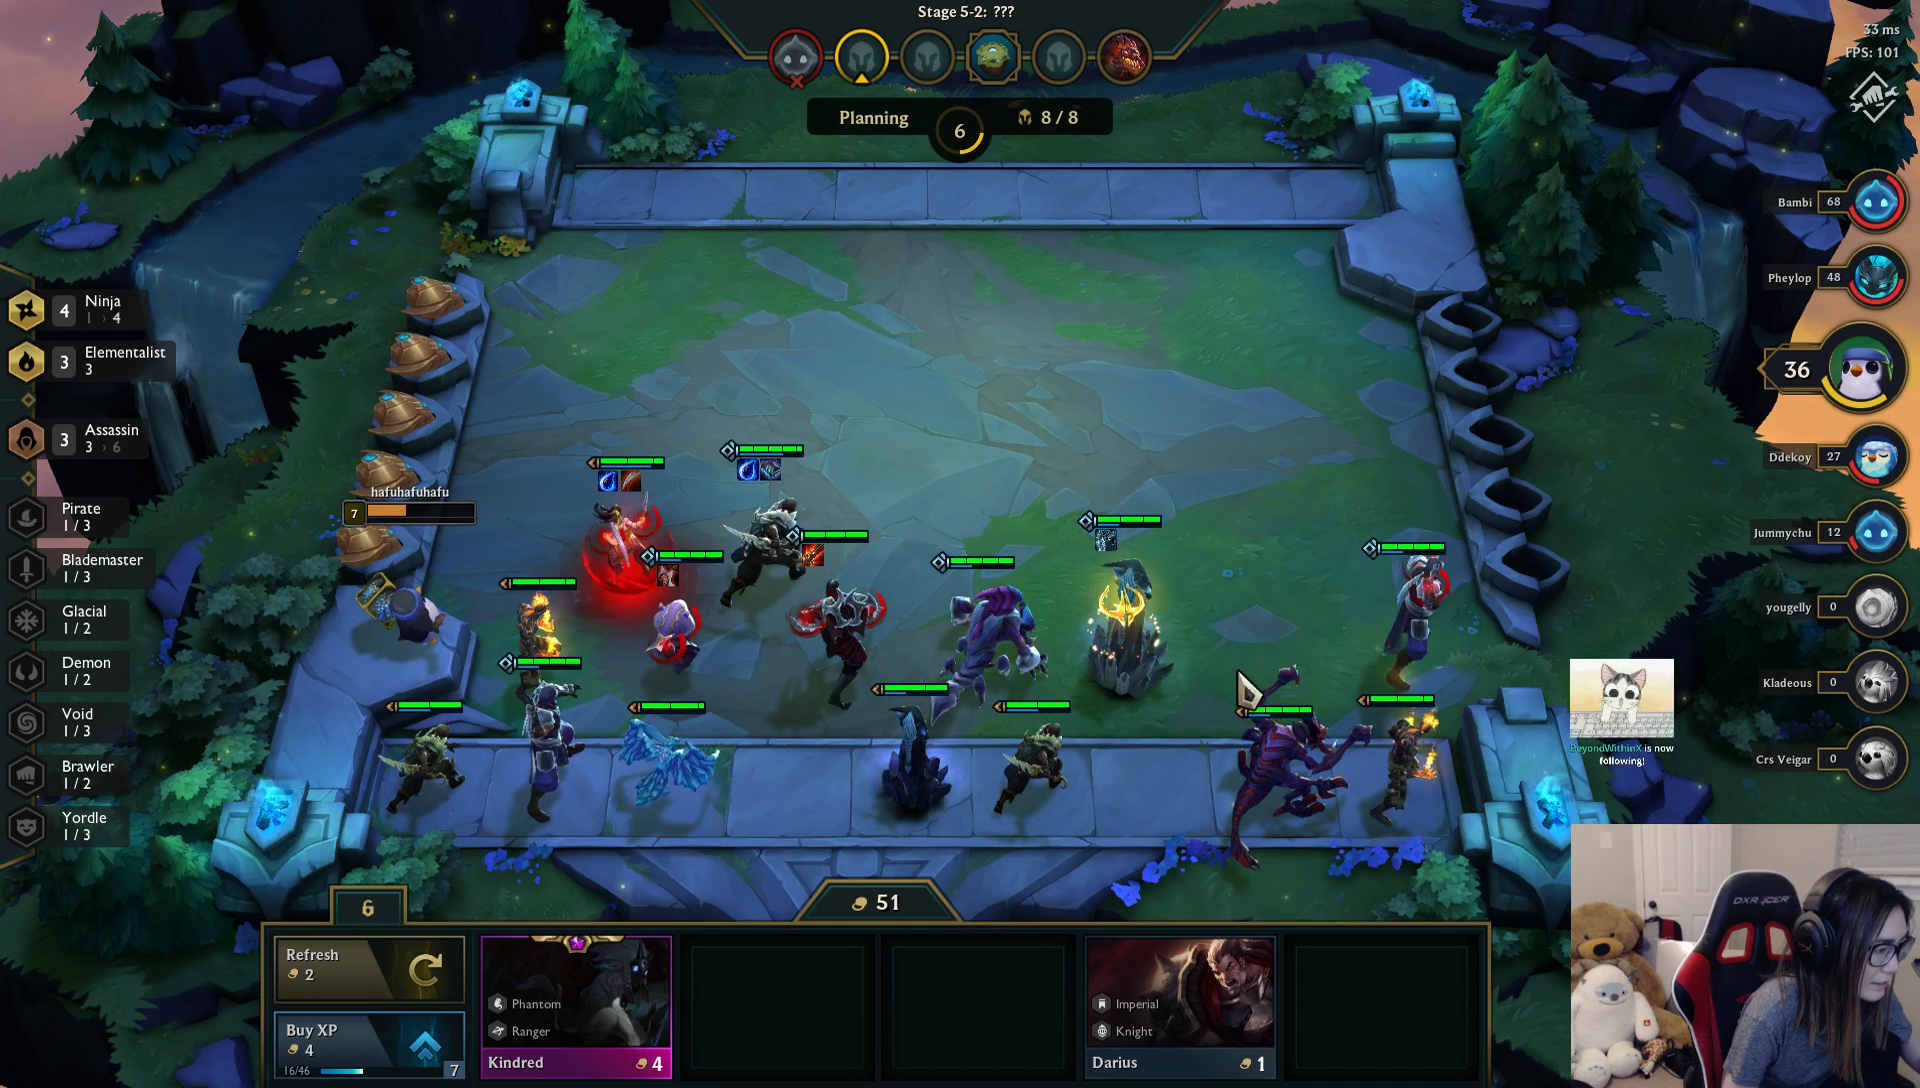 Stage 5-2: ???
33 ms
FPS: 101
Planning
6
8 / 8
Bambi 68
Pheylop 48
36
Ddekoy 27
Jummychu 12
yougelly 0
Kladeous 0
Crs Veigar 0
4 Ninja
1 › 4
3 Elementalist
3
3 Assassin
3 › 6
Pirate
1 / 3
Blademaster
1 / 3
Glacial
1 / 2
Demon
1 / 2
Void
1 / 3
Brawler
1 / 2
Yordle
1 / 3
hafuhafuhafu
7
BeyondWithinX is now
following!
DXRACER
6
51
Refresh
2
Buy XP
4
16/46
7
Phantom
Ranger
Kindred 4
Imperial
Knight
Darius 1